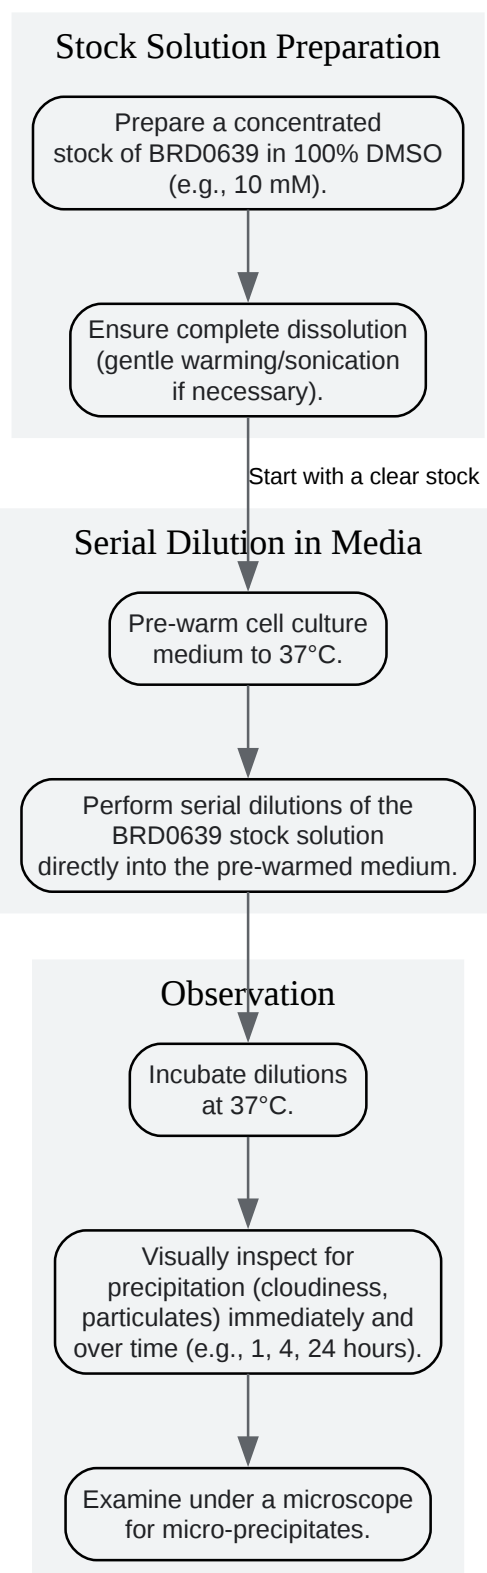 Stock Solution Preparation
Prepare a concentrated
stock of BRD0639 in 100% DMSO
(e.g., 10 mM).
Ensure complete dissolution
(gentle warming/sonication
if necessary).
Start with a clear stock
Serial Dilution in Media
Pre-warm cell culture
medium to 37°C.
Perform serial dilutions of the
BRD0639 stock solution
directly into the pre-warmed medium.
Observation
Incubate dilutions
at 37°C.
Visually inspect for
precipitation (cloudiness,
particulates) immediately and
over time (e.g., 1, 4, 24 hours).
Examine under a microscope
for micro-precipitates.